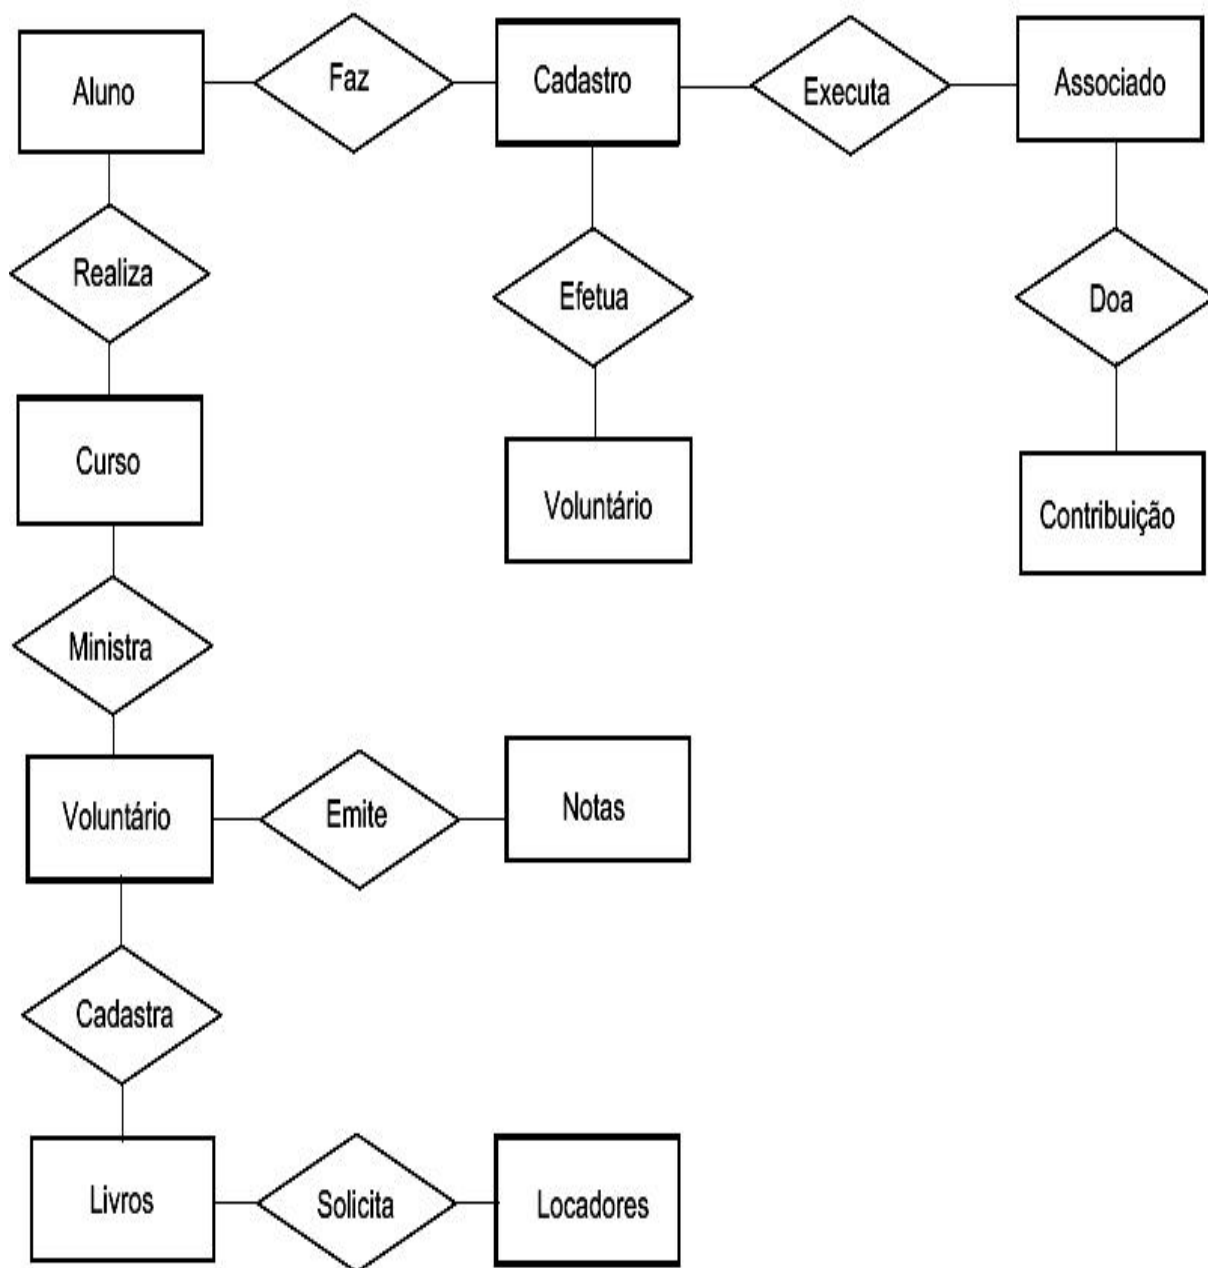 Aluno
Faz
Cadastro
Executa
Associado
Realiza
Efetua
Doa
Curso
Voluntário
Contribuição
Ministra
Voluntário
Emite
Notas
Cadastra
Livros
Solicita
Locadores